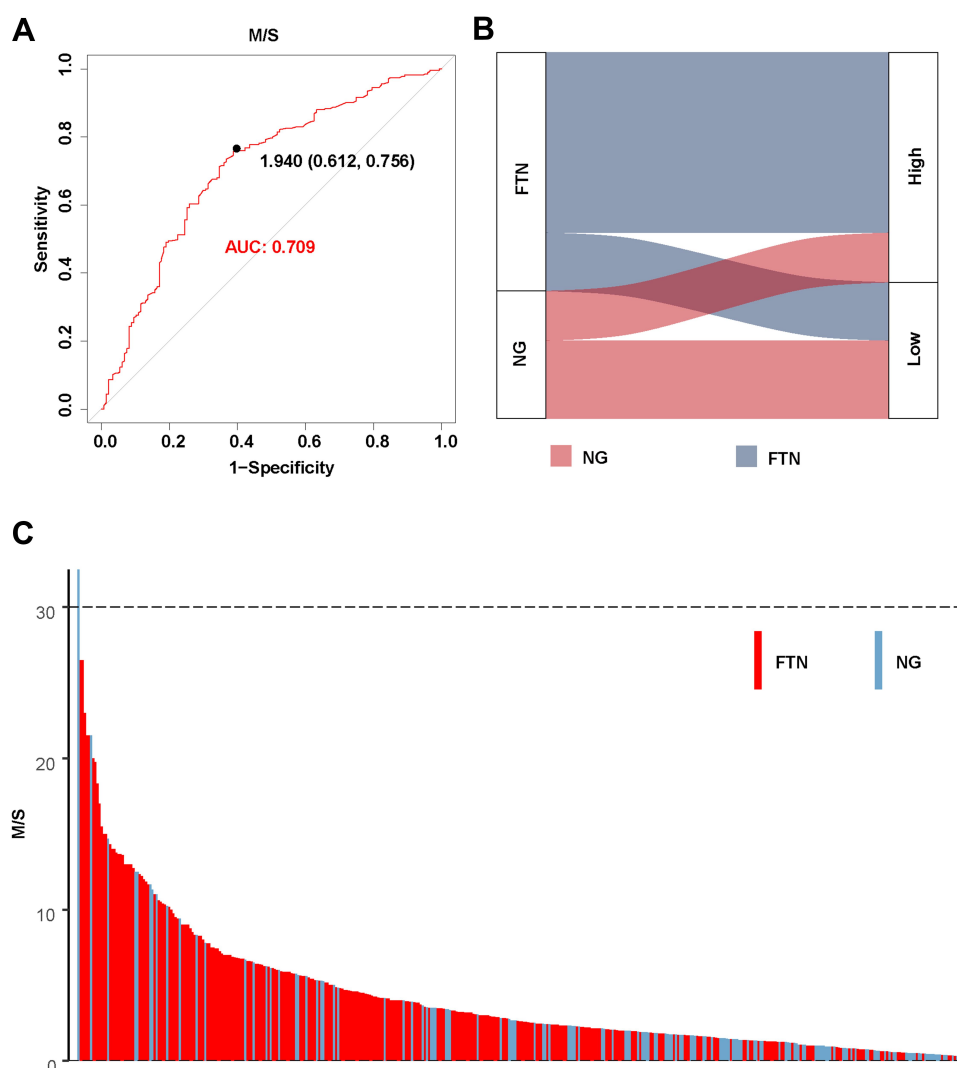 A
M/S
Sensitivity
0.0
0.2
0.4
0.6
0.8
1.0
1.940 (0.612, 0.756)
AUC: 0.709
0.0 0.2 0.4 0.6 0.8 1.0
1−Specificity
B
FTN
NG
High
Low
NG FTN
C
M/S
30
20
10
0
FTN NG